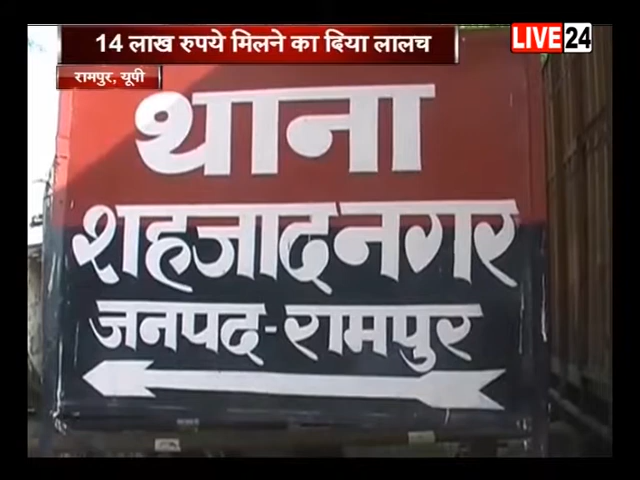 14 लाख रुपये मिलने का दिया लालच
LIVE24
रामपुर, यूपी
थाना
शहजादनगर
जनपद-रामपुर